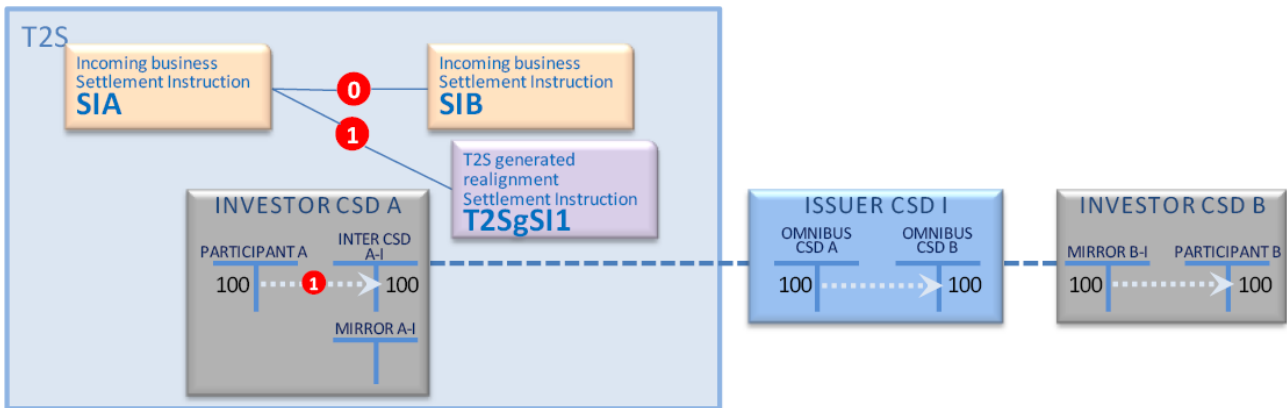 T2S
Incoming business
Settlement Instruction
SIA
0
Incoming business
Settlement Instruction
SIB
1
T2S generated
realignment
Settlement Instruction
T2SgSI1
INVESTOR CSD A
PARTICIPANT A
INTER CSD
A-I
100
1
100
MIRROR A-I
ISSUER CSD I
OMNIBUS
CSD A
OMNIBUS
CSD B
100
100
INVESTOR CSD B
MIRROR B-I
PARTICIPANT B
100
100